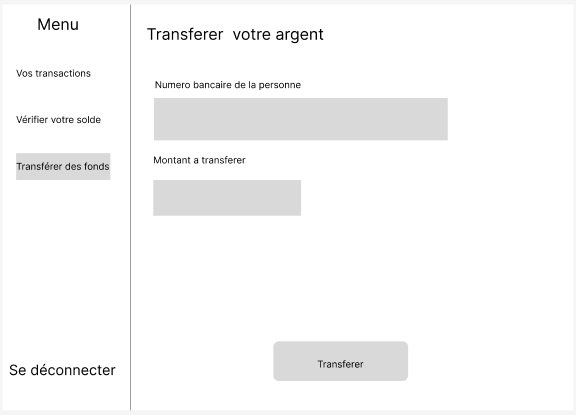 Menu
Vos transactions
Vérifier votre solde
Transférer des fonds
Se déconnecter
Transferer votre argent
Numero bancaire de la personne
Montant a transferer
Transferer